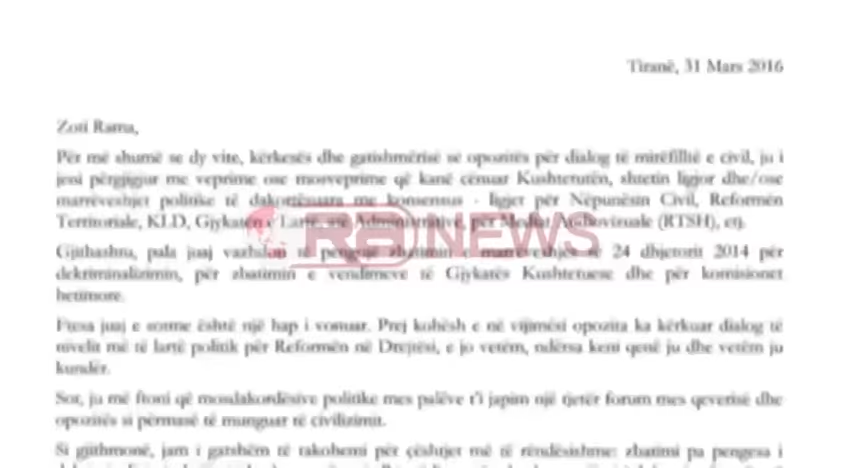 Tiranë, 31 Mars 2016
Zoti Rama,
Për më shumë se dy vite, kërkesës dhe gatishmërisë së opozitës për dialog të mirëfilltë e civil, ju i
jeni përgjigjur me veprime ose mosveprime që kanë cënuar Kushtetutën, shtetin ligjor dhe/ose
marrëveshjet politike të dakortësuara me konsensus - ligjet për Nëpunësin Civil, Reformën
Territoriale, KLD, Gjykatën e Lartë, Administrative, për Mediat Audiovizuale (RTSH), etj.
RaNEWS
Gjithashtu, pala juaj vazhdon të pengojë zbatimin e marrëveshjes së 24 dhjetorit 2014 për
dekriminalizimin, për zbatimin e vendimeve të Gjykatës Kushtetuese dhe për komisionet
hetimore.
Ftesa juaj e sotme është një hap i vonuar. Prej kohësh e në vijimësi opozita ka kërkuar dialog të
nivelit më të lartë politik për Reformën në Drejtësi, e jo vetëm, ndërsa keni qenë ju dhe vetëm ju
kundër.
Sot, ju më ftoni që mosdakordësive politike mes palëve t'i japim një tjetër forum mes qeverisë dhe
opozitës si përmasë të munguar të civilizimit.
Si gjithmonë, jam i gatshëm të takohemi për çështjet më të rëndësishme: zbatimi pa pengesa i